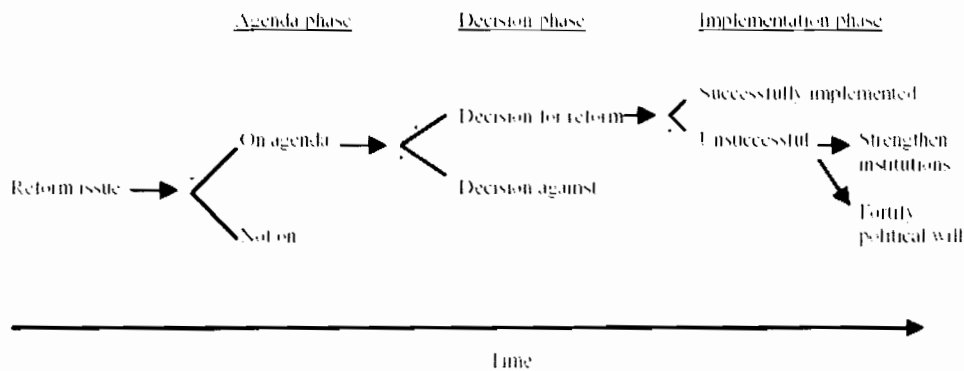 Agenda phase
Decision phase
Implementation phase
Successfully implemented
Decision for reform
On agenda
Unsuccessful
Strengthen
institutions
Reform issue
Decision against
Fortify
political will
Not on
Time